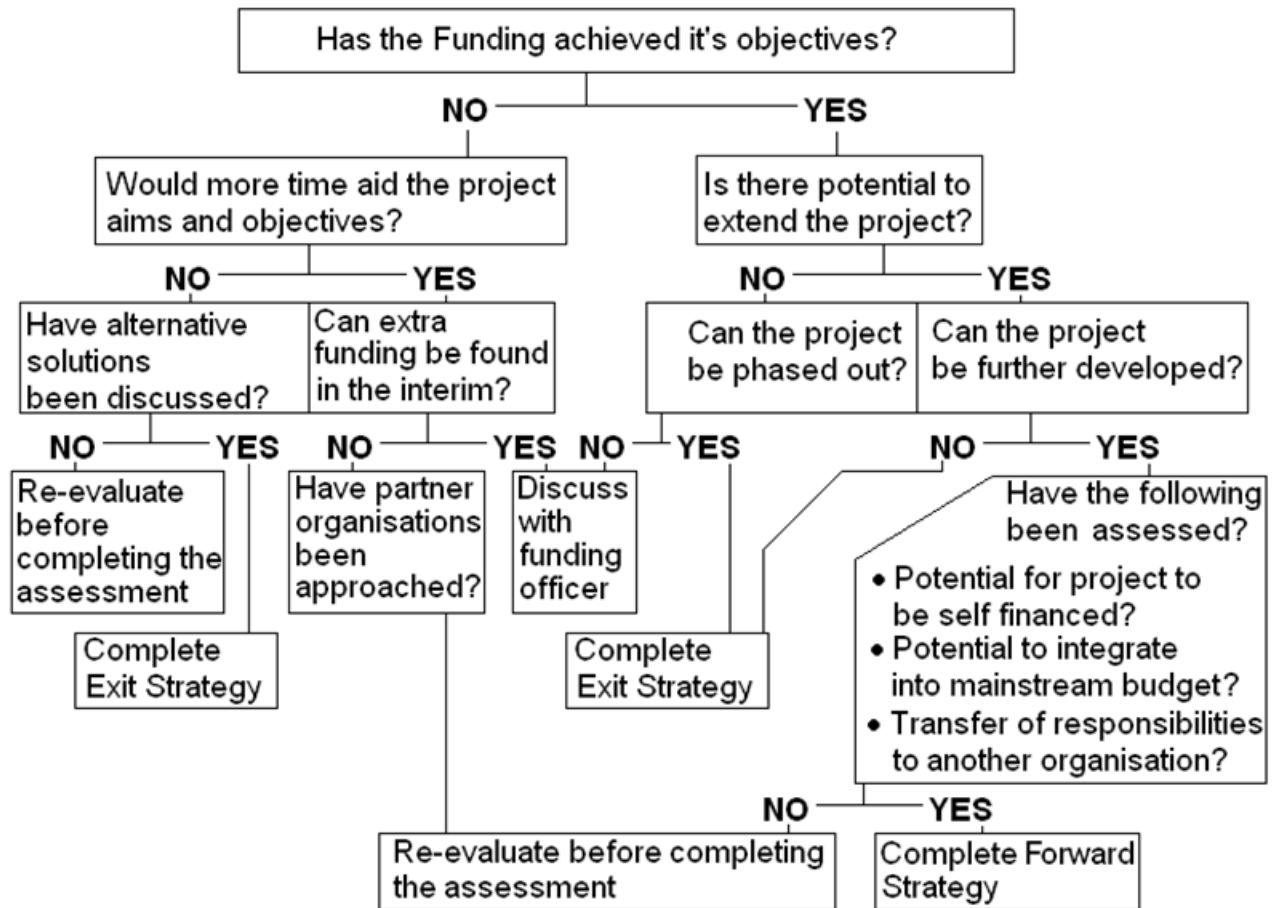 Has the Funding achieved it's objectives?
NO
YES
Would more time aid the project
aims and objectives?
Is there potential to
extend the project?
NO
YES
NO
YES
Have alternative
solutions
been discussed?
Can extra
funding be found
in the interim?
Can the project
be phased out?
Can the project
be further developed?
NO
YES
NO
YES
NO
YES
NO
YES
Re-evaluate
before
completing the
assessment
Have partner
organisations
been
approached?
Discuss
with
funding
officer
Have the following
been assessed?
• Potential for project to
be self financed?
• Potential to integrate
into mainstream budget?
• Transfer of responsibilities
to another organisation?
Complete
Exit Strategy
Complete
Exit Strategy
NO
YES
Re-evaluate before completing
the assessment
Complete Forward
Strategy